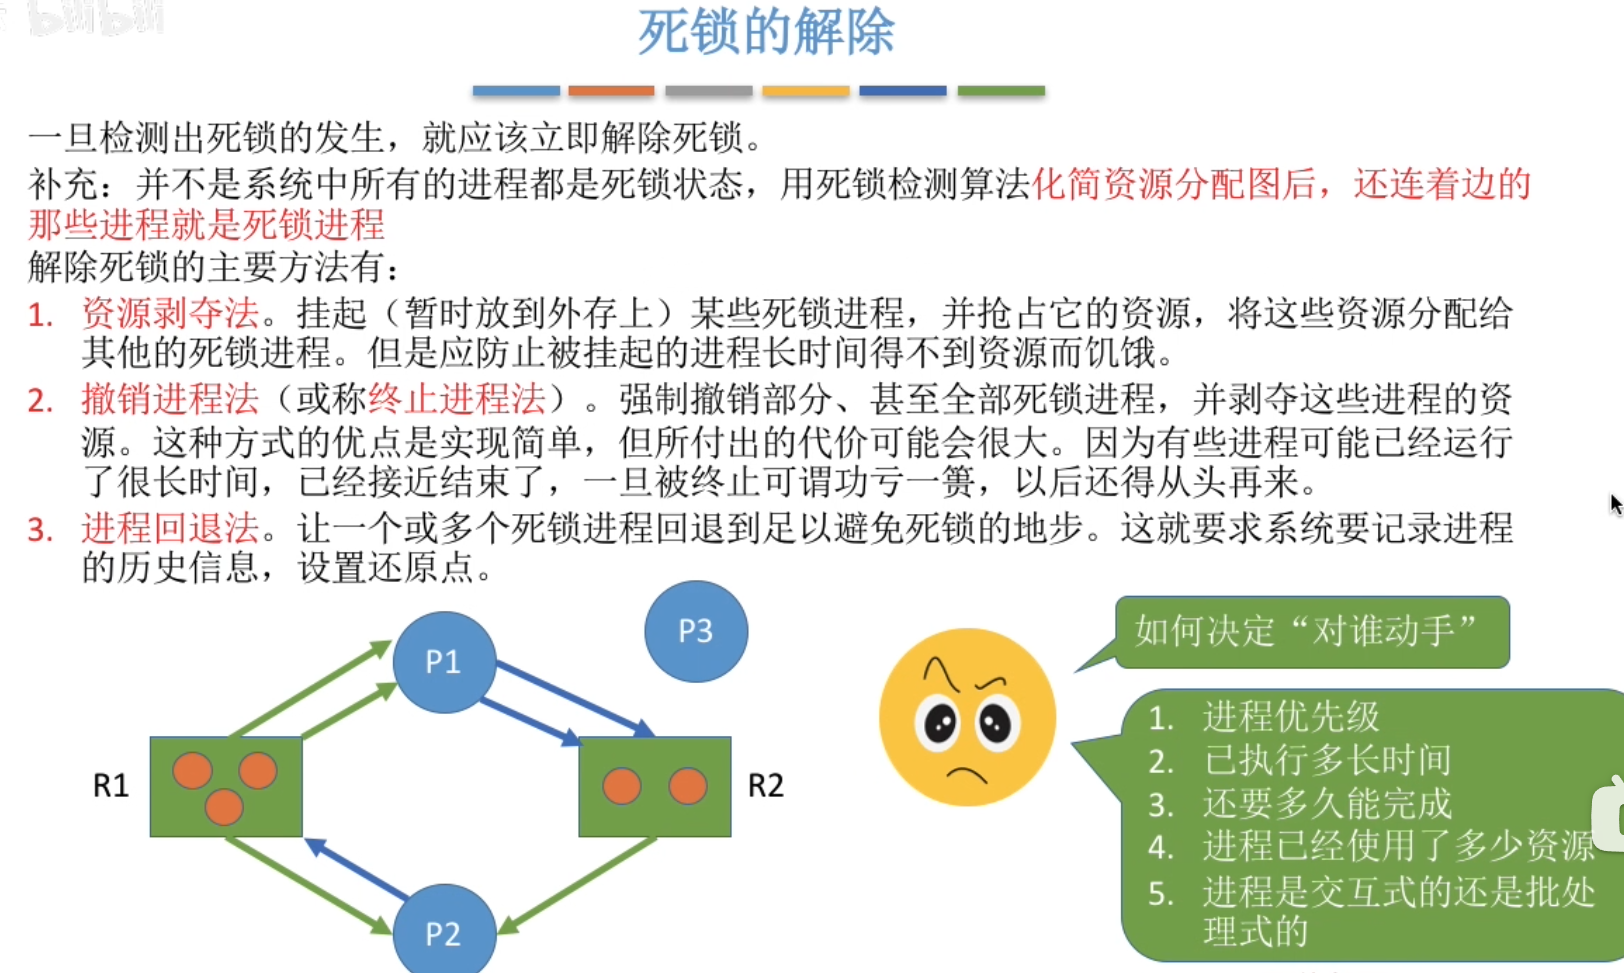 bilibili
死锁的解除
一旦检测出死锁的发生，就应该立即解除死锁。
补充：并不是系统中所有的进程都是死锁状态，用死锁检测算法化简资源分配图后，还连着边的
那些进程就是死锁进程
解除死锁的主要方法有：
1. 资源剥夺法。挂起（暂时放到外存上）某些死锁进程，并抢占它的资源，将这些资源分配给
其他的死锁进程。但是应防止被挂起的进程长时间得不到资源而饥饿。
2. 撤销进程法（或称终止进程法）。强制撤销部分、甚至全部死锁进程，并剥夺这些进程的资
源。这种方式的优点是实现简单，但所付出的代价可能会很大。因为有些进程可能已经运行
了很长时间，已经接近结束了，一旦被终止可谓功亏一篑，以后还得从头再来。
3. 进程回退法。让一个或多个死锁进程回退到足以避免死锁的地步。这就要求系统要记录进程
的历史信息，设置还原点。
P1
P3
R1
R2
P2
如何决定“对谁动手”
1. 进程优先级
2. 已执行多长时间
3. 还要多久能完成
4. 进程已经使用了多少资源
5. 进程是交互式的还是批处
理式的